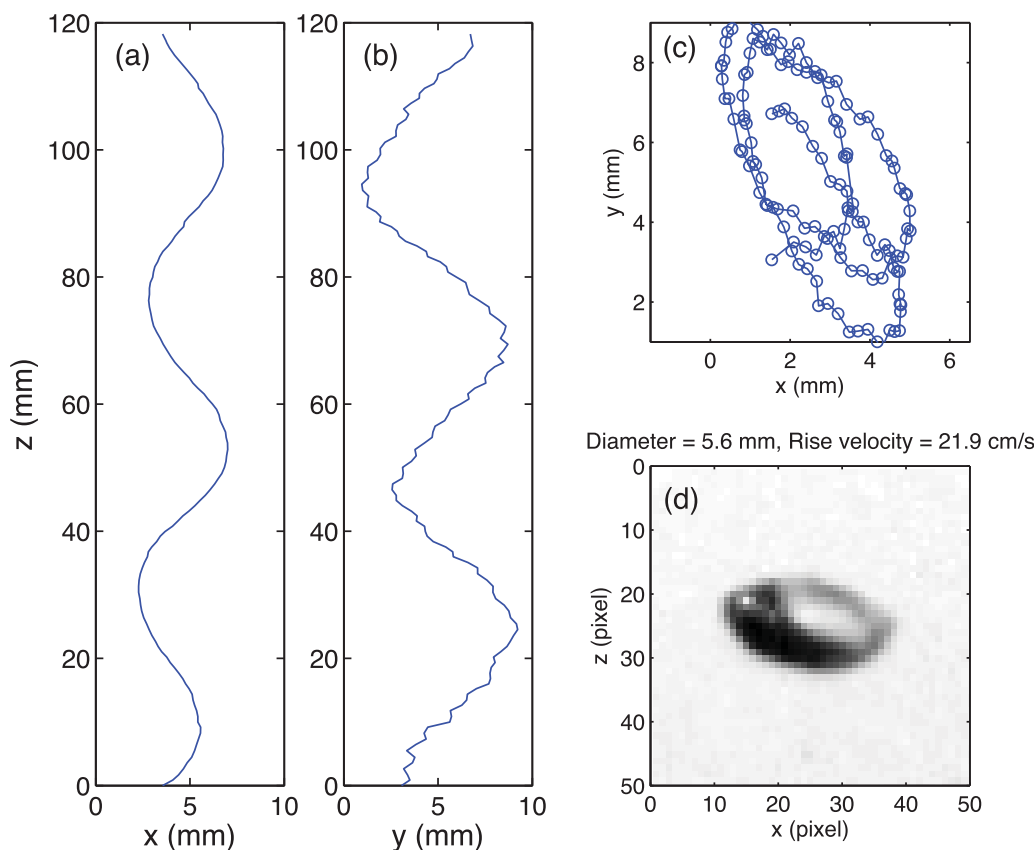 (a)
120
100
80
60
40
20
0
z (mm)
0 5 10
x (mm)
(b)
120
100
80
60
40
20
0
0 5 10
y (mm)
(c)
8
6
4
2
y (mm)
0 2 4 6
x (mm)
Diameter = 5.6 mm, Rise velocity = 21.9 cm/s
(d)
0
10
20
30
40
50
z (pixel)
0 10 20 30 40 50
x (pixel)